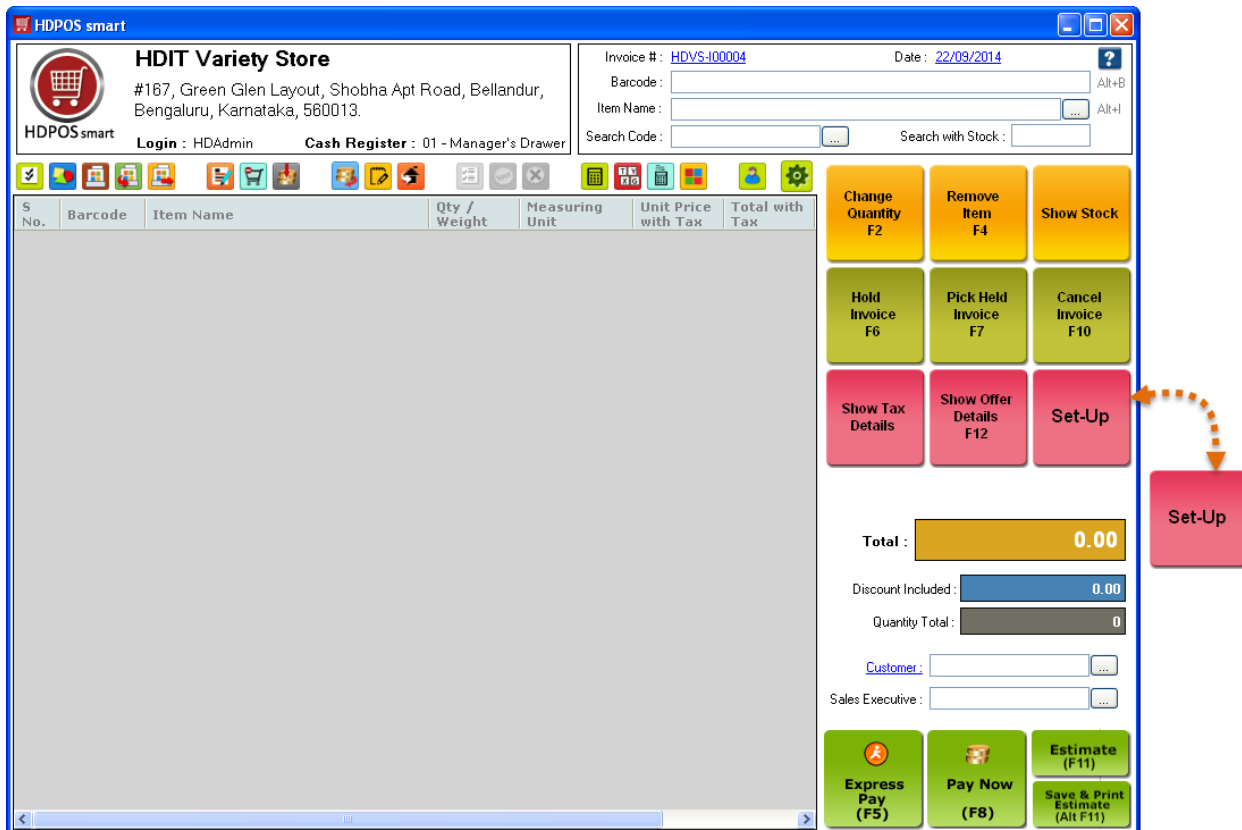 HDPOS smart
HDIT Variety Store
#167, Green Glen Layout, Shobha Apt Road, Bellandur,
Bengaluru, Karnataka, 560013.
HDPOS smart
Login : HDAdmin Cash Register : 01 - Manager's Drawer
Invoice # : HDVS-I00004 Date : 22/09/2014 ?
Barcode : Alt+B
Item Name : ... Alt+I
Search Code : ... Search with Stock :
S No. Barcode Item Name Qty / Weight Measuring Unit Unit Price with Tax Total with Tax
Change Quantity F2
Remove Item F4
Show Stock
Hold Invoice F6
Pick Held Invoice F7
Cancel Invoice F10
Show Tax Details
Show Offer Details F12
Set-Up
Set-Up
Total : 0.00
Discount Included : 0.00
Quantity Total : 0
Customer : ...
Sales Executive : ...
Express Pay (F5)
Pay Now (F8)
Estimate (F11)
Save & Print Estimate (Alt F11)